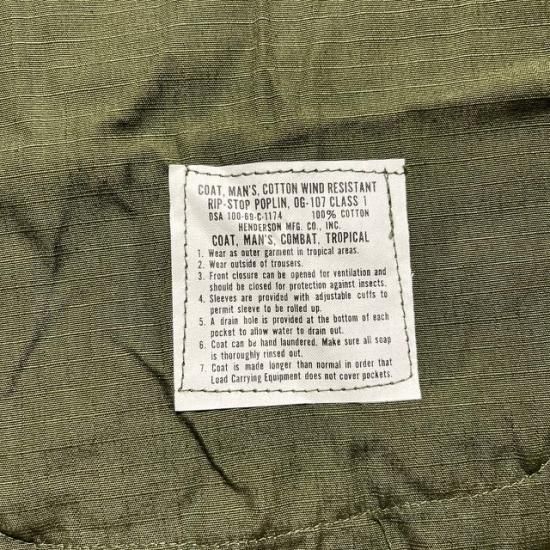 COAT, MAN'S, COTTON WIND RESISTANT
RIP-STOP POPLIN, OG-107 CLASS 1
DSA 100-69-C-1174 100% COTTON
HENDERSON MFG. CO., INC.
COAT, MAN'S, COMBAT, TROPICAL
1. Wear as outer garment in tropical areas.
2. Wear outside of trousers.
3. Front closure can be opened for ventilation and
should be closed for protection against insects.
4. Sleeves are provided with adjustable cuffs to
permit sleeve to be rolled up.
5. A drain hole is provided at the bottom of each
pocket to allow water to drain out.
6. Coat can be hand laundered. Make sure all soap
is thoroughly rinsed out.
7. Coat is made longer than normal in order that
Load Carrying Equipment does not cover pockets.